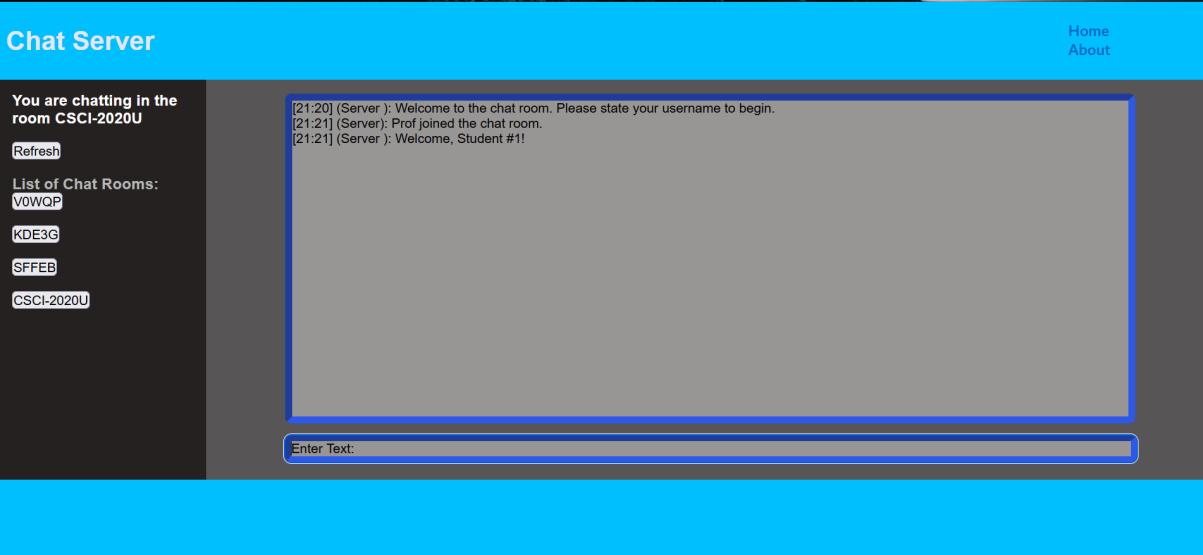 Chat Server
Home
About
You are chatting in the
room CSCI-2020U
Refresh
List of Chat Rooms:
V0WQP
KDE3G
SFFEB
CSCI-2020U
[21:20] (Server ): Welcome to the chat room. Please state your username to begin.
[21:21] (Server): Prof joined the chat room.
[21:21] (Server ): Welcome, Student #1!
Enter Text: